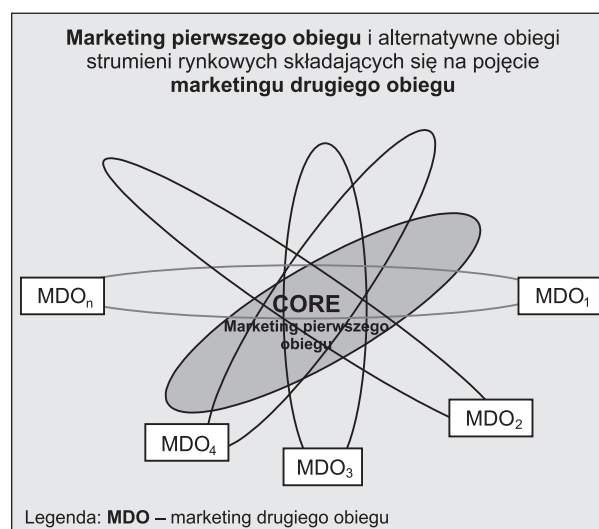 Marketing pierwszego obiegu i alternatywne obiegi
strumieni rynkowych składających się na pojęcie
marketingu drugiego obiegu
MDOₙ
MDO₁
CORE
Marketing pierwszego
obiegu
MDO₂
MDO₄
MDO₃
Legenda: MDO – marketing drugiego obiegu